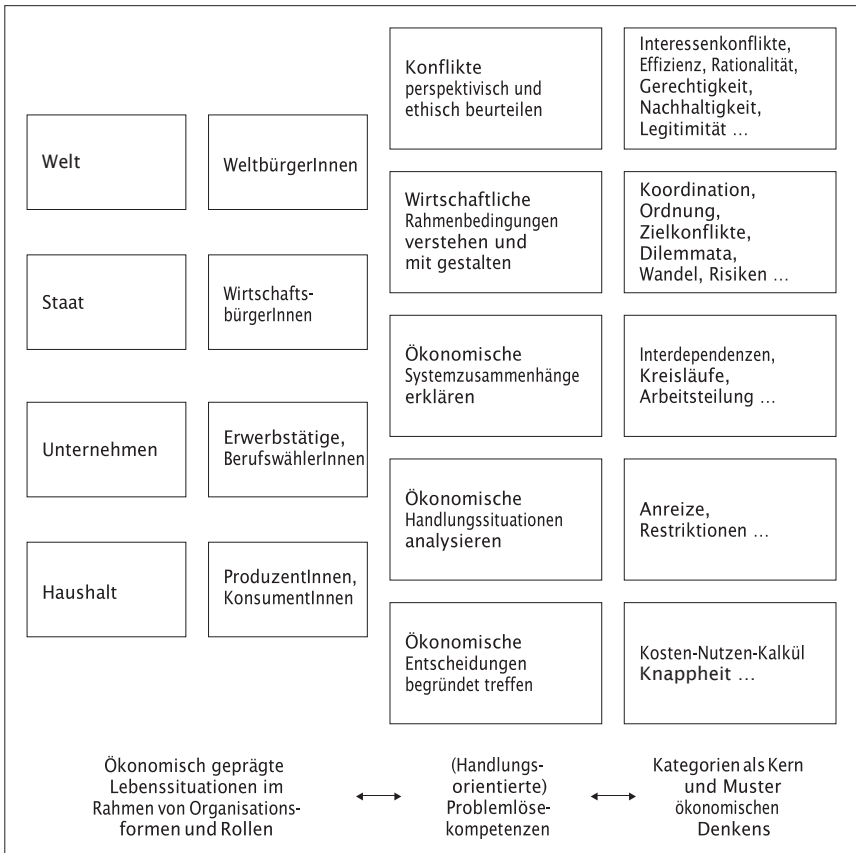 Welt
Staat
Unternehmen
Haushalt
WeltbürgerInnen
Wirtschafts-
bürgerInnen
Erwerbstätige,
BerufswählerInnen
ProduzentInnen,
KonsumentInnen
Konflikte
perspektivisch und
ethisch beurteilen
Wirtschaftliche
Rahmenbedingungen
verstehen und
mit gestalten
Ökonomische
Systemzusammenhänge
erklären
Ökonomische
Handlungssituationen
analysieren
Ökonomische
Entscheidungen
begründet treffen
Interessenkonflikte,
Effizienz, Rationalität,
Gerechtigkeit,
Nachhaltigkeit,
Legitimität ...
Koordination,
Ordnung,
Zielkonflikte,
Dilemmata,
Wandel, Risiken ...
Interdependenzen,
Kreisläufe,
Arbeitsteilung ...
Anreize,
Restriktionen ...
Kosten-Nutzen-Kalkül
Knappheit ...
Ökonomisch geprägte
Lebenssituationen im
Rahmen von Organisations-
formen und Rollen
(Handlungs-
orientierte)
Problemlöse-
kompetenzen
Kategorien als Kern
und Muster
ökonomischen
Denkens